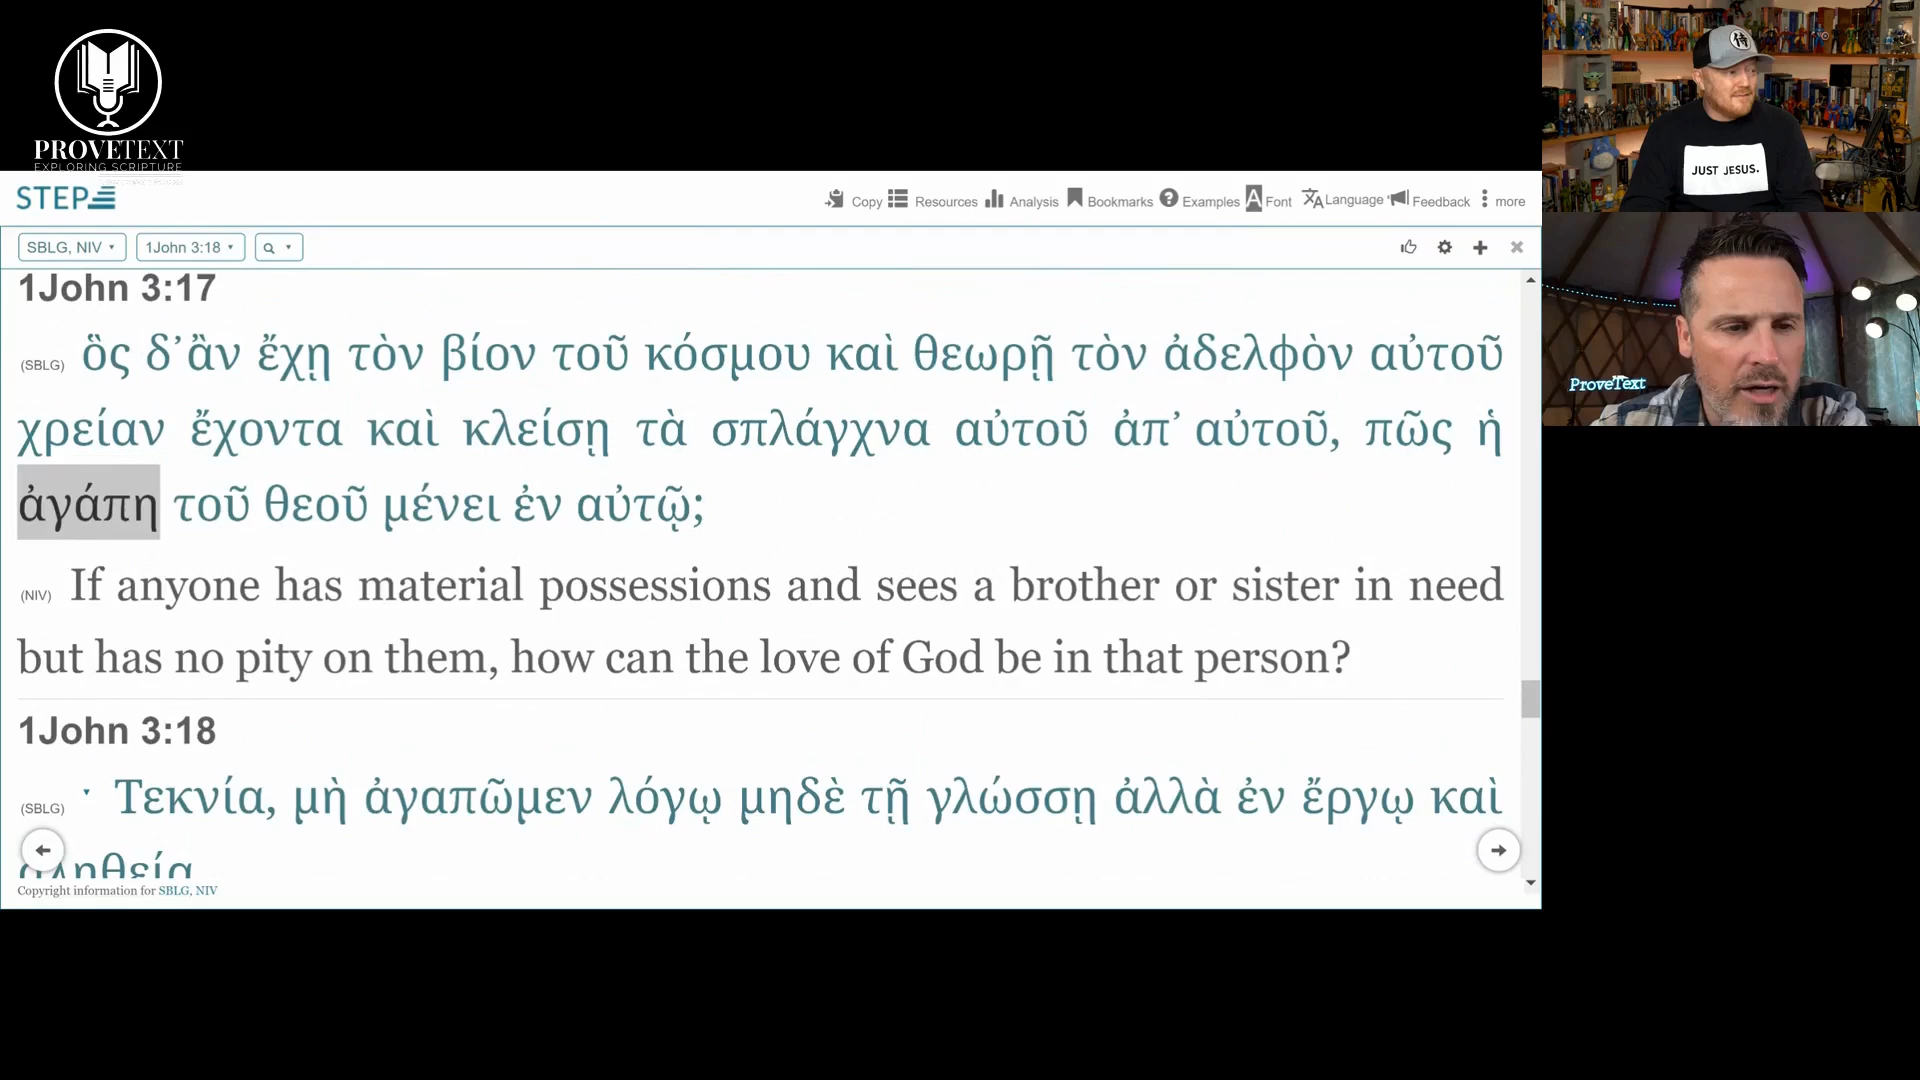 PROVETEXT
EXPLORING SCRIPTURE
STEP
Copy Resources Analysis Bookmarks Examples Font Language Feedback more
SBLG, NIV 1John 3:18
1John 3:17
(SBLG) ὃς δ’ ἂν ἔχῃ τὸν βίον τοῦ κόσμου καὶ θεωρῇ τὸν ἀδελφὸν αὐτοῦ
χρείαν ἔχοντα καὶ κλείσῃ τὰ σπλάγχνα αὐτοῦ ἀπ’ αὐτοῦ, πῶς ἡ
ἀγάπη τοῦ θεοῦ μένει ἐν αὐτῷ;
(NIV) If anyone has material possessions and sees a brother or sister in need
but has no pity on them, how can the love of God be in that person?
1John 3:18
(SBLG) Τεκνία, μὴ ἀγαπῶμεν λόγῳ μηδὲ τῇ γλώσσῃ ἀλλὰ ἐν ἔργῳ καὶ
Copyright information for SBLG, NIV
侍
JUST JESUS.
ProveText